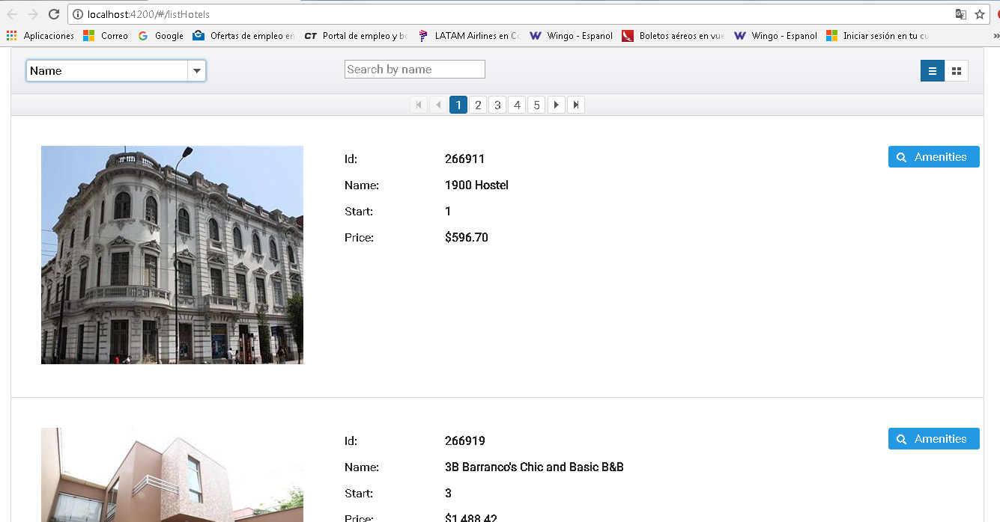 localhost:4200/#/listHotels
Aplicaciones Correo Google Ofertas de empleo en CT Portal de empleo y bo LATAM Airlines en Co Wingo - Espanol Boletos aéreos en vue Wingo - Espanol Iniciar sesión en tu cu »
Name Search by name
1 2 3 4 5
Id: 266911 Amenities
Name: 1900 Hostel
Start: 1
Price: $596.70
Id: 266919 Amenities
Name: 3B Barranco's Chic and Basic B&B
Start: 3
Price: $1,488.42